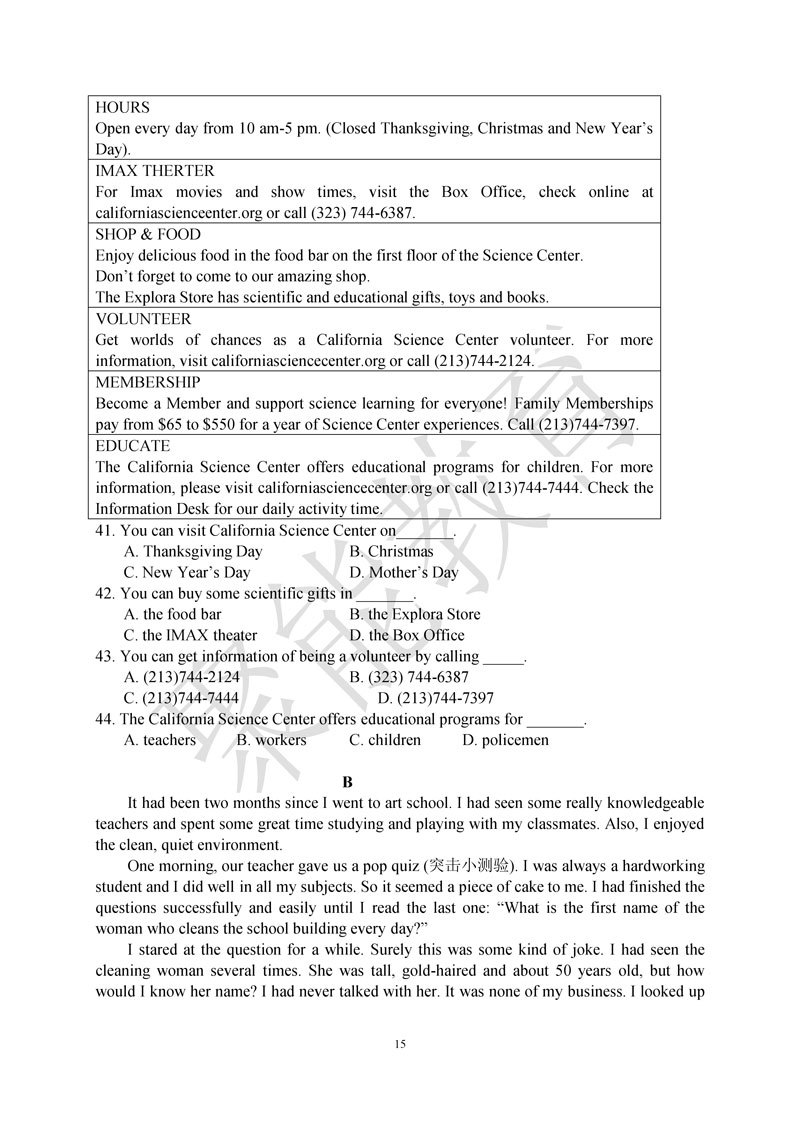 HOURS
Open every day from 10 am-5 pm. (Closed Thanksgiving, Christmas and New Year’s
Day).
IMAX THERTER
For Imax movies and show times, visit the Box Office, check online at
californiascienceenter.org or call (323) 744-6387.
SHOP & FOOD
Enjoy delicious food in the food bar on the first floor of the Science Center.
Don’t forget to come to our amazing shop.
The Explora Store has scientific and educational gifts, toys and books.
VOLUNTEER
Get worlds of chances as a California Science Center volunteer. For more
information, visit californiasciencecenter.org or call (213)744-2124.
MEMBERSHIP
Become a Member and support science learning for everyone! Family Memberships
pay from $65 to $550 for a year of Science Center experiences. Call (213)744-7397.
EDUCATE
The California Science Center offers educational programs for children. For more
information, please visit californiasciencecenter.org or call (213)744-7444. Check the
Information Desk for our daily activity time.
41. You can visit California Science Center on_______.
A. Thanksgiving Day B. Christmas
C. New Year’s Day D. Mother’s Day
42. You can buy some scientific gifts in _______.
A. the food bar B. the Explora Store
C. the IMAX theater D. the Box Office
43. You can get information of being a volunteer by calling _____.
A. (213)744-2124 B. (323) 744-6387
C. (213)744-7444 D. (213)744-7397
44. The California Science Center offers educational programs for _______.
A. teachers B. workers C. children D. policemen
B
It had been two months since I went to art school. I had seen some really knowledgeable
teachers and spent some great time studying and playing with my classmates. Also, I enjoyed
the clean, quiet environment.
One morning, our teacher gave us a pop quiz (突击小测验). I was always a hardworking
student and I did well in all my subjects. So it seemed a piece of cake to me. I had finished the
questions successfully and easily until I read the last one: “What is the first name of the
woman who cleans the school building every day?”
I stared at the question for a while. Surely this was some kind of joke. I had seen the
cleaning woman several times. She was tall, gold-haired and about 50 years old, but how
would I know her name? I had never talked with her. It was none of my business. I looked up
15
聚能教育